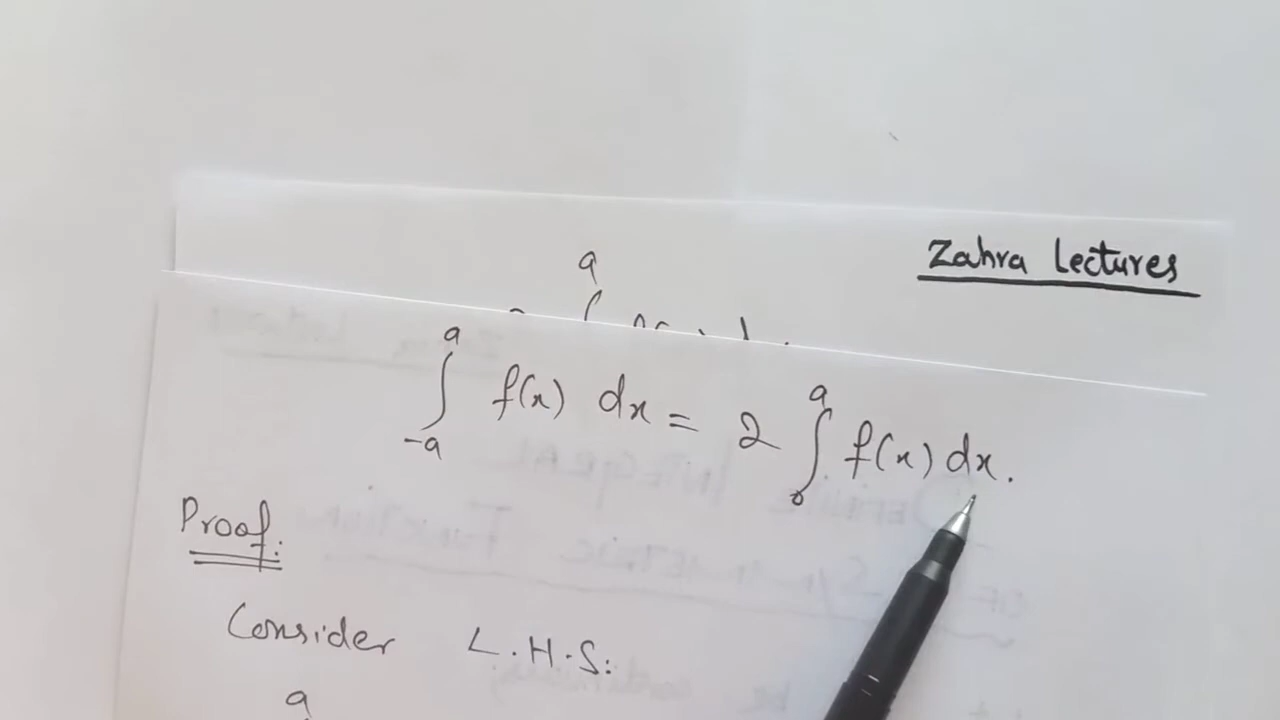 Zahra Lectures
a
∫_{-a}^{a} f(x) dx = 2 ∫_{0}^{a} f(x) dx.
Proof:
Consider L.H.S:
a